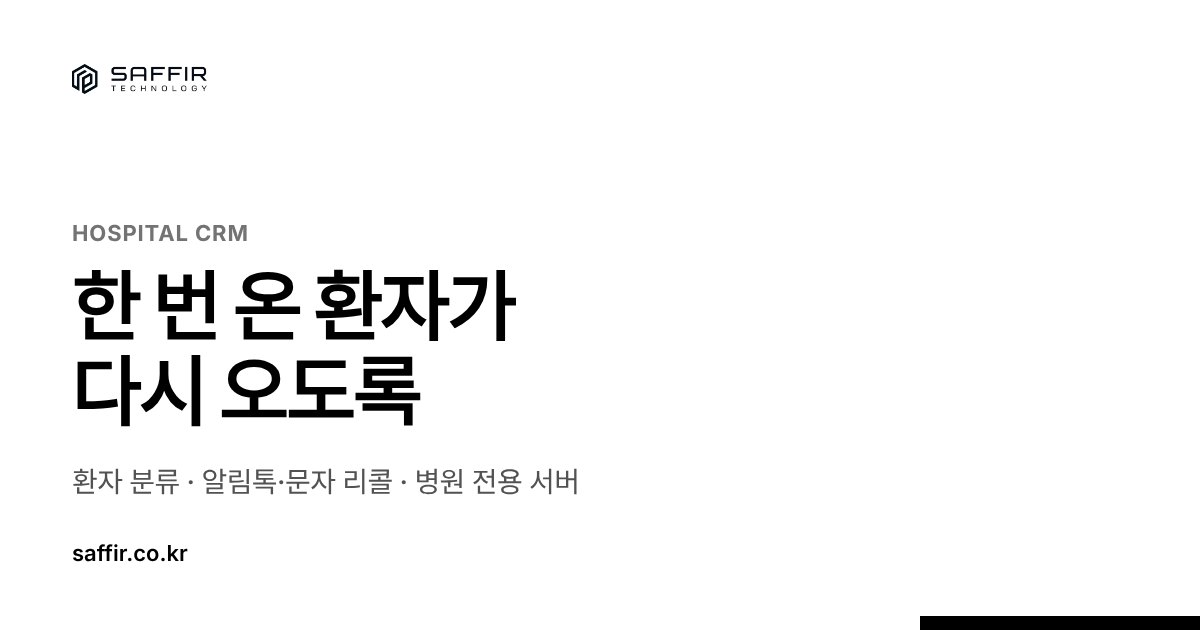 SAFFIR
TECHNOLOGY
HOSPITAL CRM
한 번 온 환자가
다시 오도록
환자 분류 · 알림톡·문자 리콜 · 병원 전용 서버
saffir.co.kr